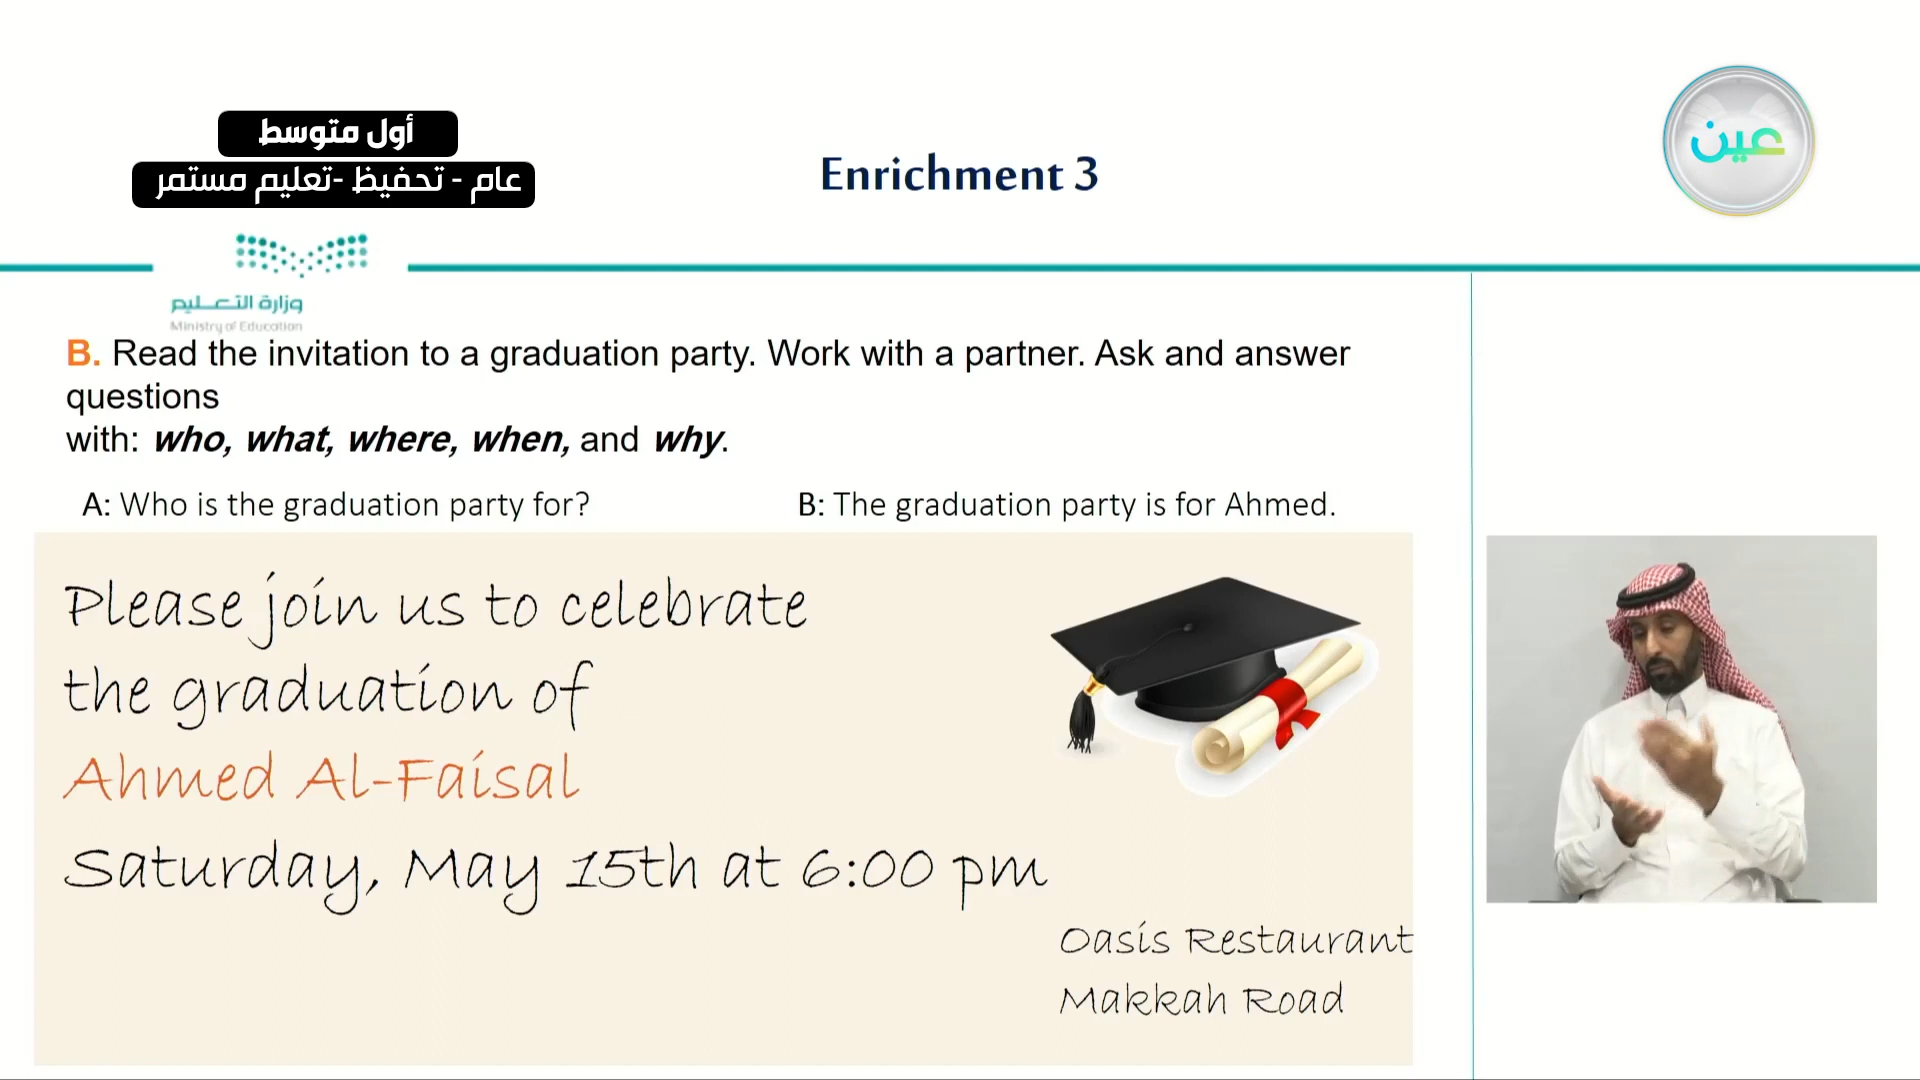 أول متوسط
عام - تحفيظ -تعليم مستمر
Enrichment 3
عين
وزارة التعليم
Ministry of Education
B. Read the invitation to a graduation party. Work with a partner. Ask and answer
questions
with: who, what, where, when, and why.
A: Who is the graduation party for?
B: The graduation party is for Ahmed.
Please join us to celebrate
the graduation of
Ahmed Al-Faisal
Saturday, May 15th at 6:00 pm
Oasis Restaurant
Makkah Road